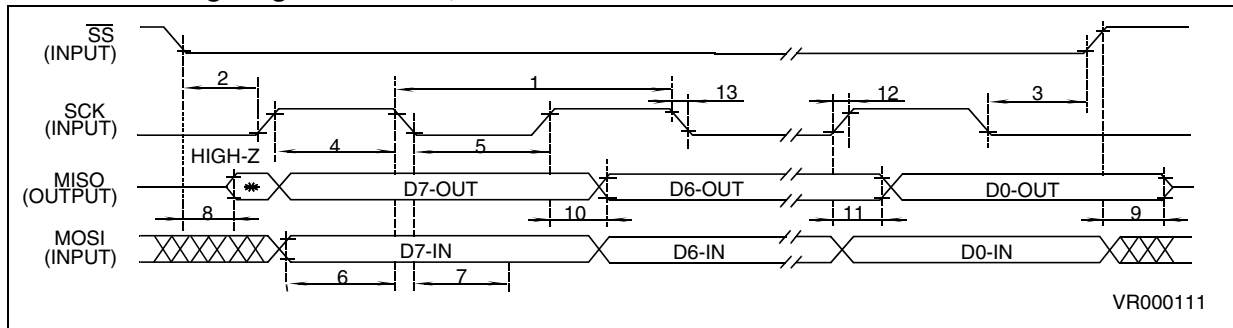 SS
(INPUT)
1
2
13
12
3
SCK
(INPUT)
4
5
HIGH-Z
MISO
(OUTPUT)
D7-OUT
D6-OUT
D0-OUT
8
10
11
9
MOSI
(INPUT)
D7-IN
D6-IN
D0-IN
6
7
VR000111